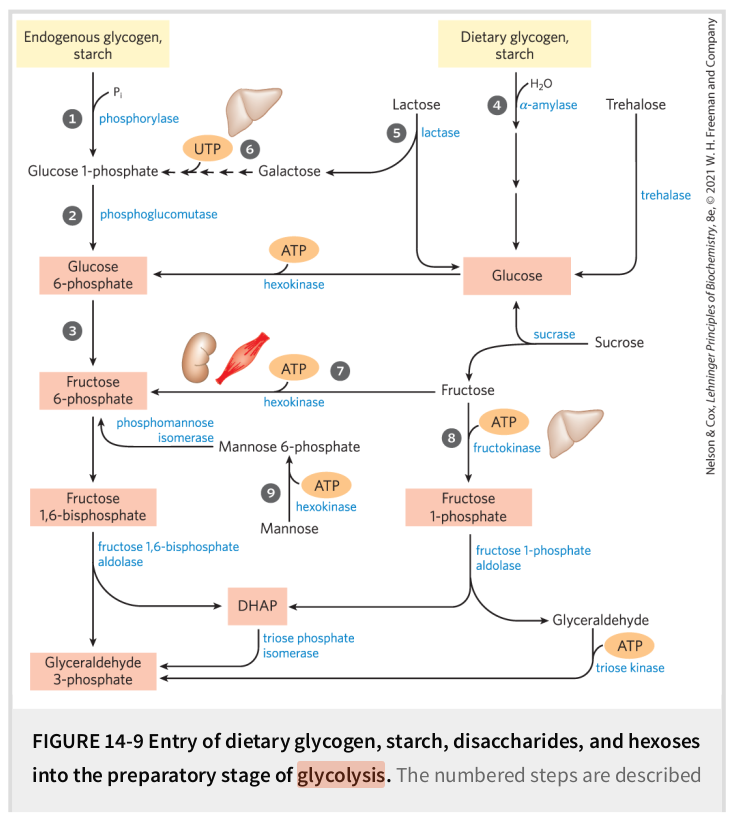 Endogenous glycogen,
starch
Dietary glycogen,
starch
Pi
1
phosphorylase
H₂O
4
α-amylase
Lactose
5
lactase
Trehalose
trehalase
UTP
6
Glucose 1-phosphate
Galactose
2
phosphoglucomutase
Glucose
6-phosphate
ATP
hexokinase
Glucose
3
sucrase
Sucrose
Fructose
6-phosphate
ATP
7
hexokinase
Fructose
phosphomannose
isomerase
Mannose 6-phosphate
9
ATP
hexokinase
Mannose
8
ATP
fructokinase
Fructose
1,6-bisphosphate
Fructose
1-phosphate
fructose 1,6-bisphosphate
aldolase
fructose 1-phosphate
aldolase
DHAP
Glyceraldehyde
triose phosphate
isomerase
ATP
triose kinase
Glyceraldehyde
3-phosphate
Nelson & Cox, Lehninger Principles of Biochemistry, 8e, © 2021 W. H. Freeman and Company
FIGURE 14-9 Entry of dietary glycogen, starch, disaccharides, and hexoses
into the preparatory stage of glycolysis. The numbered steps are described